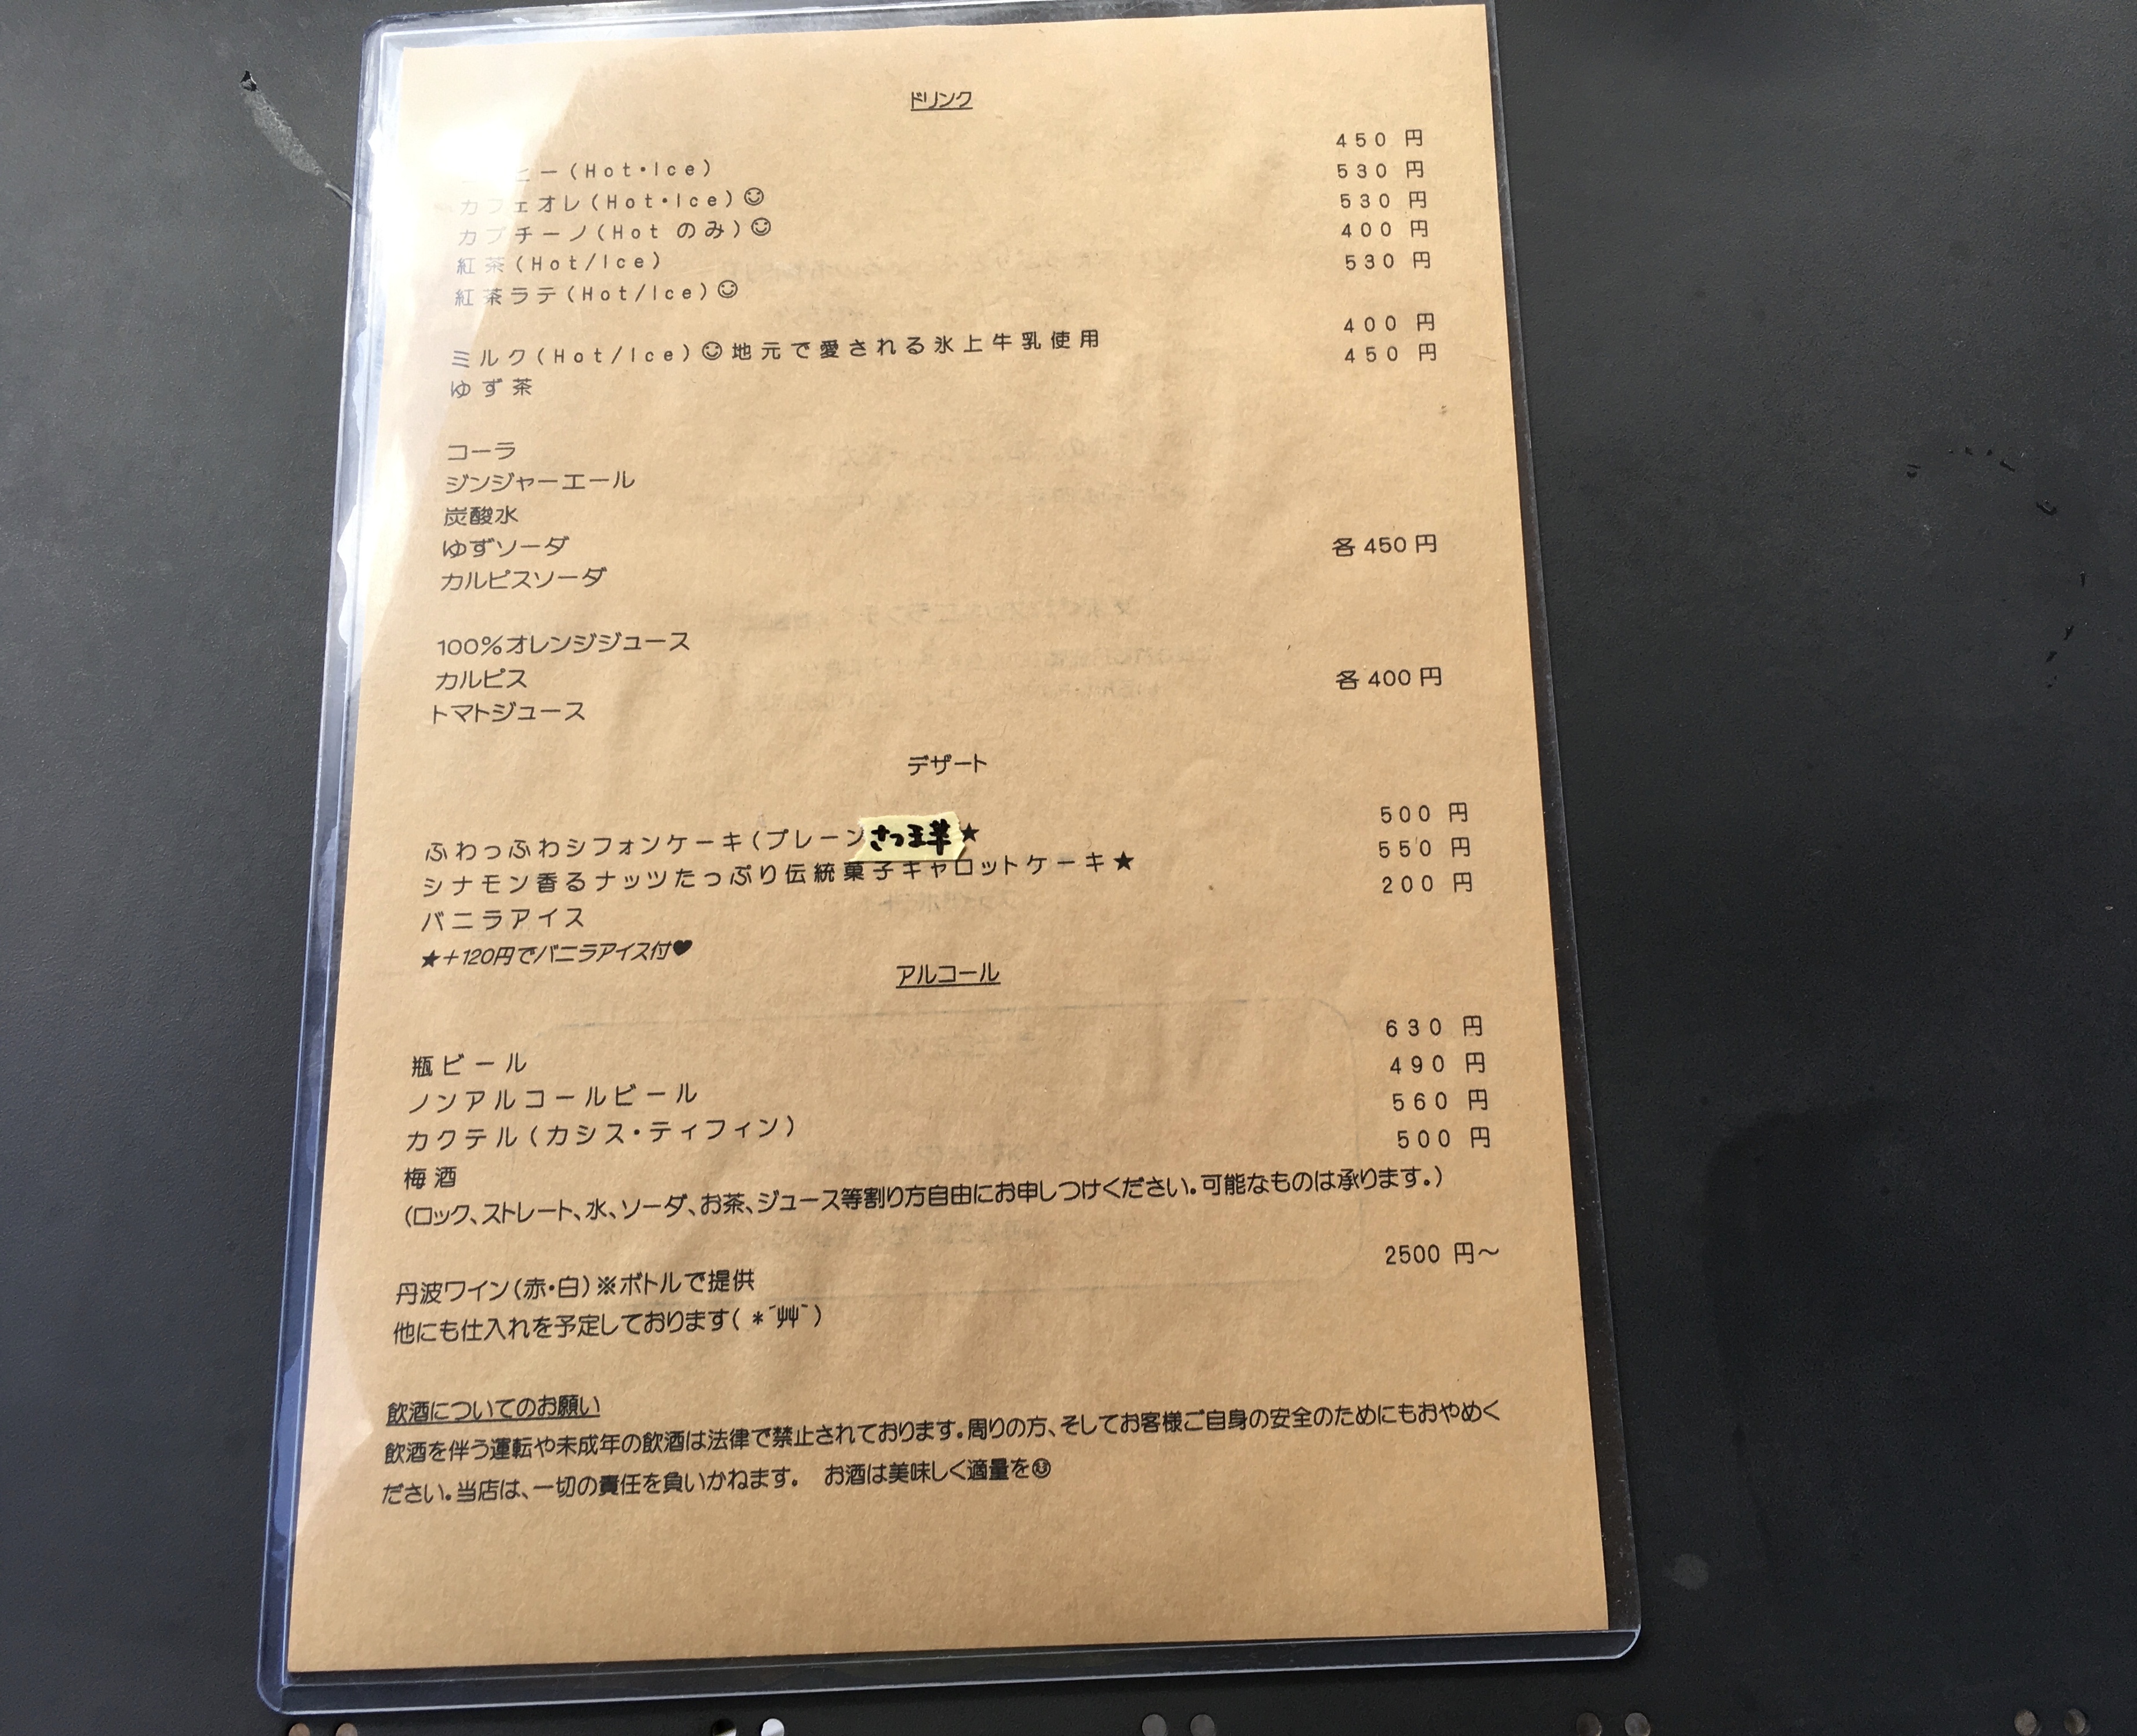 ドリンク
ーヒー(Hot・Ice) 450 円
カフェオレ(Hot・Ice)☺ 530 円
カプチーノ(Hot のみ)☺ 530 円
紅茶(Hot/Ice) 400 円
紅茶ラテ(Hot/Ice)☺ 530 円
ミルク(Hot/Ice)☺地元で愛される氷上牛乳使用 400 円
ゆず茶 450 円
コーラ
ジンジャーエール
炭酸水
ゆずソーダ 各 450 円
カルピスソーダ
100%オレンジジュース
カルピス 各 400 円
トマトジュース
デザート
ふわっふわシフォンケーキ(プレーン さつま芋★ 500 円
シナモン香るナッツたっぷり伝統菓子キャロットケーキ★ 550 円
バニラアイス 200 円
★+120円でバニラアイス付♥
アルコール
瓶ビール 630 円
ノンアルコールビール 490 円
カクテル(カシス・ティフィン) 560 円
梅酒 500 円
(ロック、ストレート、水、ソーダ、お茶、ジュース等割り方自由にお申しつけください。可能なものは承ります。)
丹波ワイン(赤・白)※ボトルで提供 2500 円～
他にも仕入れを予定しております( *´艸`)
飲酒についてのお願い
飲酒を伴う運転や未成年の飲酒は法律で禁止されております。周りの方、そしてお客様ご自身の安全のためにもおやめく
ださい。当店は、一切の責任を負いかねます。 お酒は美味しく適量を☺